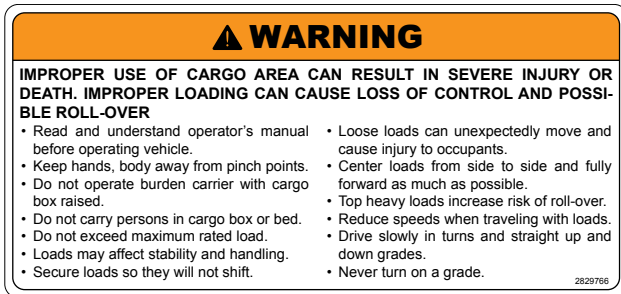 WARNING
IMPROPER USE OF CARGO AREA CAN RESULT IN SEVERE INJURY OR
DEATH. IMPROPER LOADING CAN CAUSE LOSS OF CONTROL AND POSSI-
BLE ROLL-OVER
• Read and understand operator’s manual
before operating vehicle.
• Keep hands, body away from pinch points.
• Do not operate burden carrier with cargo
box raised.
• Do not carry persons in cargo box or bed.
• Do not exceed maximum rated load.
• Loads may affect stability and handling.
• Secure loads so they will not shift.
• Loose loads can unexpectedly move and
cause injury to occupants.
• Center loads from side to side and fully
forward as much as possible.
• Top heavy loads increase risk of roll-over.
• Reduce speeds when traveling with loads.
• Drive slowly in turns and straight up and
down grades.
• Never turn on a grade.
2829766